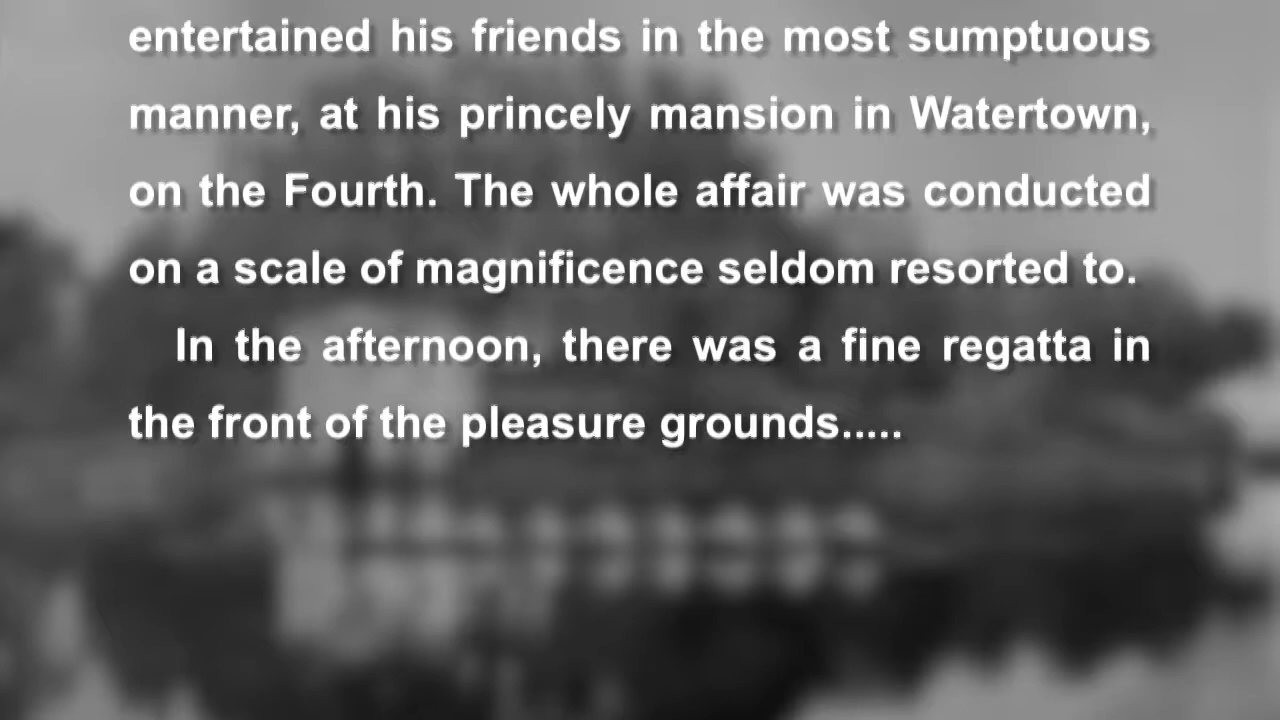 entertained his friends in the most sumptuous
manner, at his princely mansion in Watertown,
on the Fourth. The whole affair was conducted
on a scale of magnificence seldom resorted to.
In the afternoon, there was a fine regatta in
the front of the pleasure grounds.....